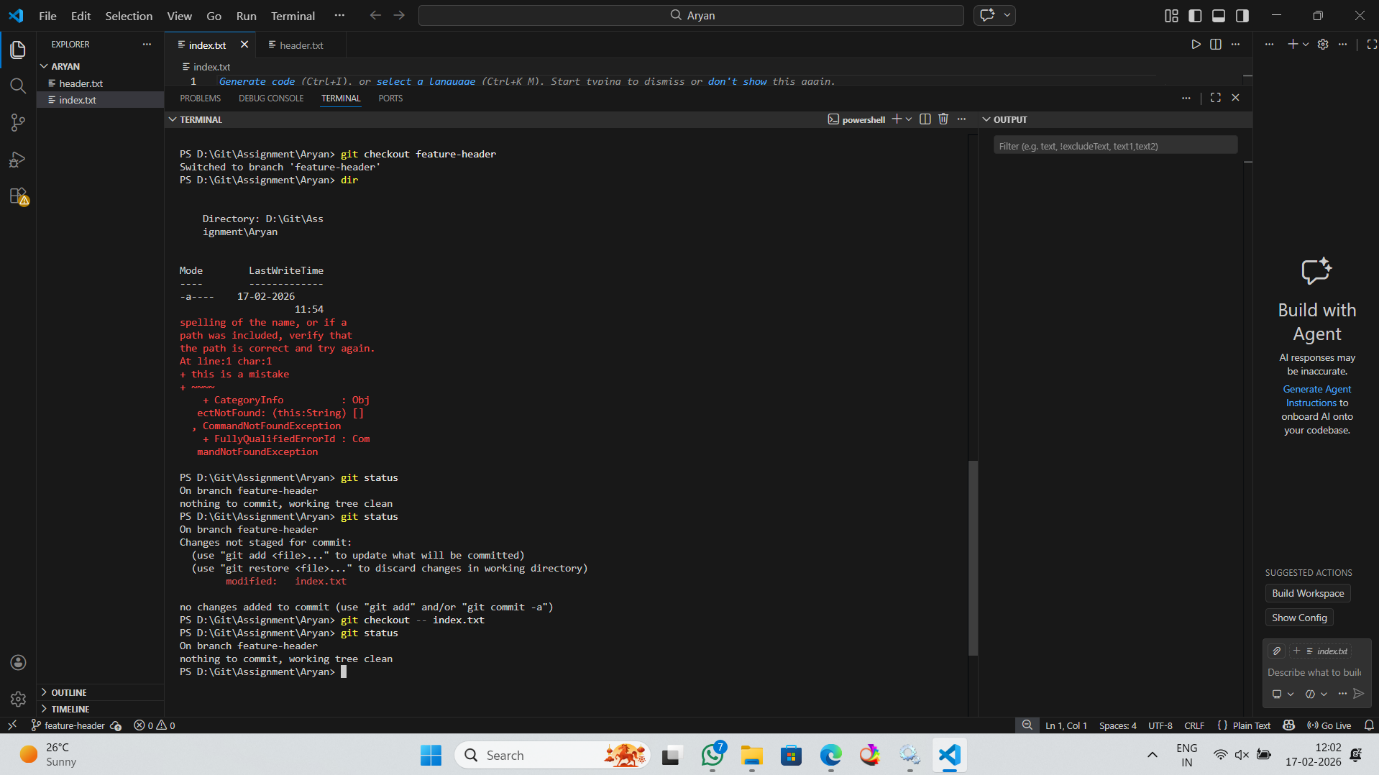 File Edit Selection View Go Run Terminal ··· Aryan
EXPLORER
ARYAN
header.txt
index.txt
OUTLINE
TIMELINE
index.txt header.txt
index.txt
1 Generate code (Ctrl+I), or select a language (Ctrl+K M). Start typing to dismiss or don't show this again.
PROBLEMS DEBUG CONSOLE TERMINAL PORTS
TERMINAL powershell
PS D:\Git\Assignment\Aryan> git checkout feature-header
Switched to branch 'feature-header'
PS D:\Git\Assignment\Aryan> dir
Directory: D:\Git\Ass
ignment\Aryan
Mode LastWriteTime
---- -------------
-a---- 17-02-2026
11:54
spelling of the name, or if a
path was included, verify that
the path is correct and try again.
At line:1 char:1
+ this is a mistake
+ ~~~~
+ CategoryInfo : Obj
ectNotFound: (this:String) []
, CommandNotFoundException
+ FullyQualifiedErrorId : Com
mandNotFoundException
PS D:\Git\Assignment\Aryan> git status
On branch feature-header
nothing to commit, working tree clean
PS D:\Git\Assignment\Aryan> git status
On branch feature-header
Changes not staged for commit:
(use "git add <file>..." to update what will be committed)
(use "git restore <file>..." to discard changes in working directory)
modified: index.txt
no changes added to commit (use "git add" and/or "git commit -a")
PS D:\Git\Assignment\Aryan> git checkout -- index.txt
PS D:\Git\Assignment\Aryan> git status
On branch feature-header
nothing to commit, working tree clean
PS D:\Git\Assignment\Aryan>
OUTPUT
Filter (e.g. text, !excludeText, text1,text2)
Build with
Agent
AI responses may
be inaccurate.
Generate Agent
Instructions to
onboard AI onto
your codebase.
SUGGESTED ACTIONS
Build Workspace
Show Config
index.txt
Describe what to buil
feature-header 0 0 Ln 1, Col 1 Spaces: 4 UTF-8 CRLF { } Plain Text Go Live
26°C
Sunny
Search
7
ENG
IN
12:02
17-02-2026